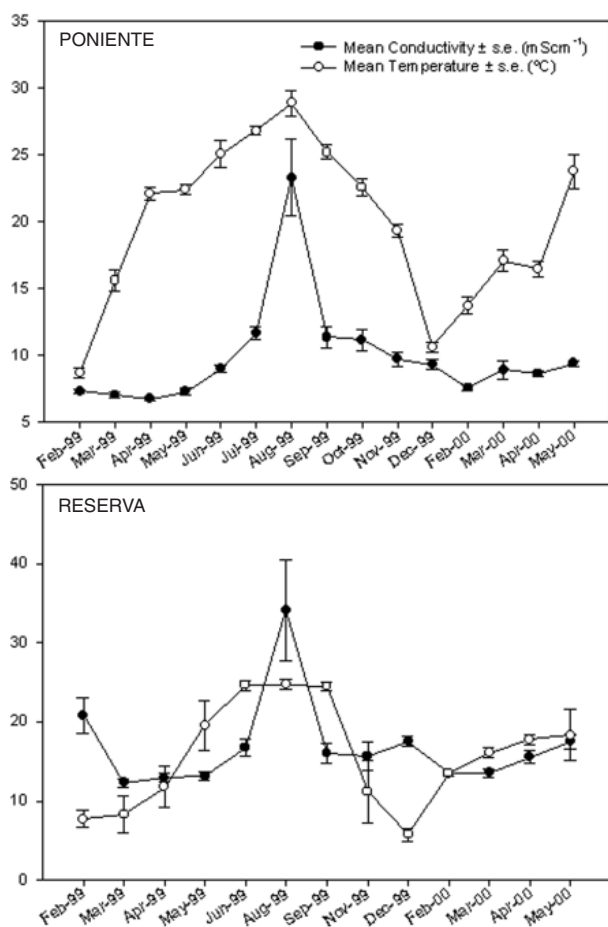 35
PONIENTE
Mean Conductivity ± s.e. (mScm⁻¹)
Mean Temperature ± s.e. (ºC)
30
25
20
15
10
5
Feb-99 Mar-99 Apr-99 May-99 Jun-99 Jul-99 Aug-99 Sep-99 Oct-99 Nov-99 Dec-99 Feb-00 Mar-00 Apr-00 May-00
50
RESERVA
40
30
20
10
0
Feb-99 Mar-99 Apr-99 May-99 Jun-99 Aug-99 Sep-99 Nov-99 Dec-99 Feb-00 Mar-00 Apr-00 May-00